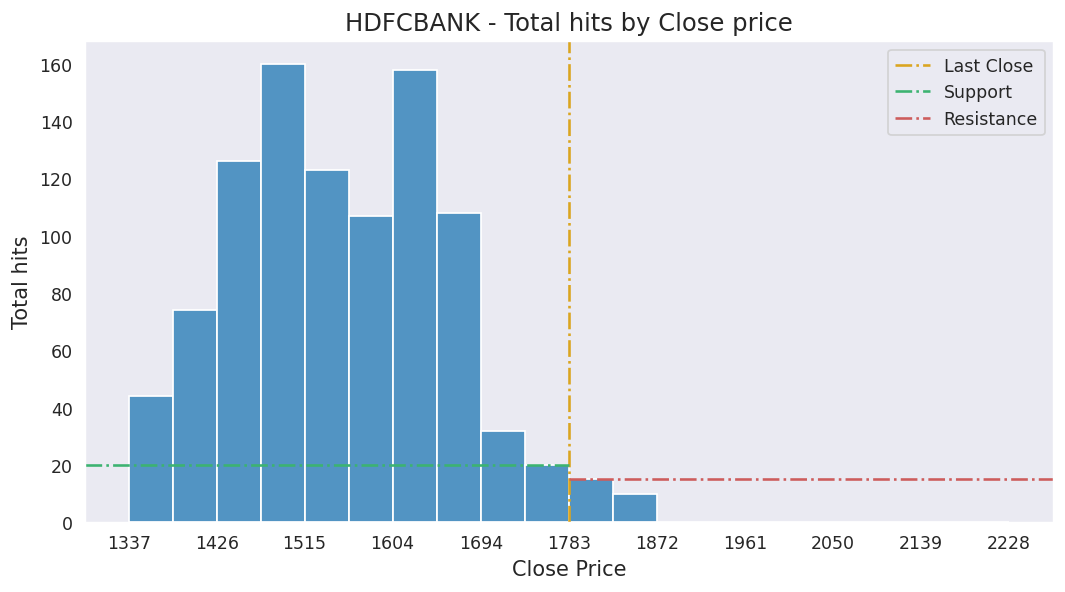 HDFCBANK - Total hits by Close price
Last Close
Support
Resistance
Total hits
160
140
120
100
80
60
40
20
0
1337 1426 1515 1604 1694 1783 1872 1961 2050 2139 2228
Close Price